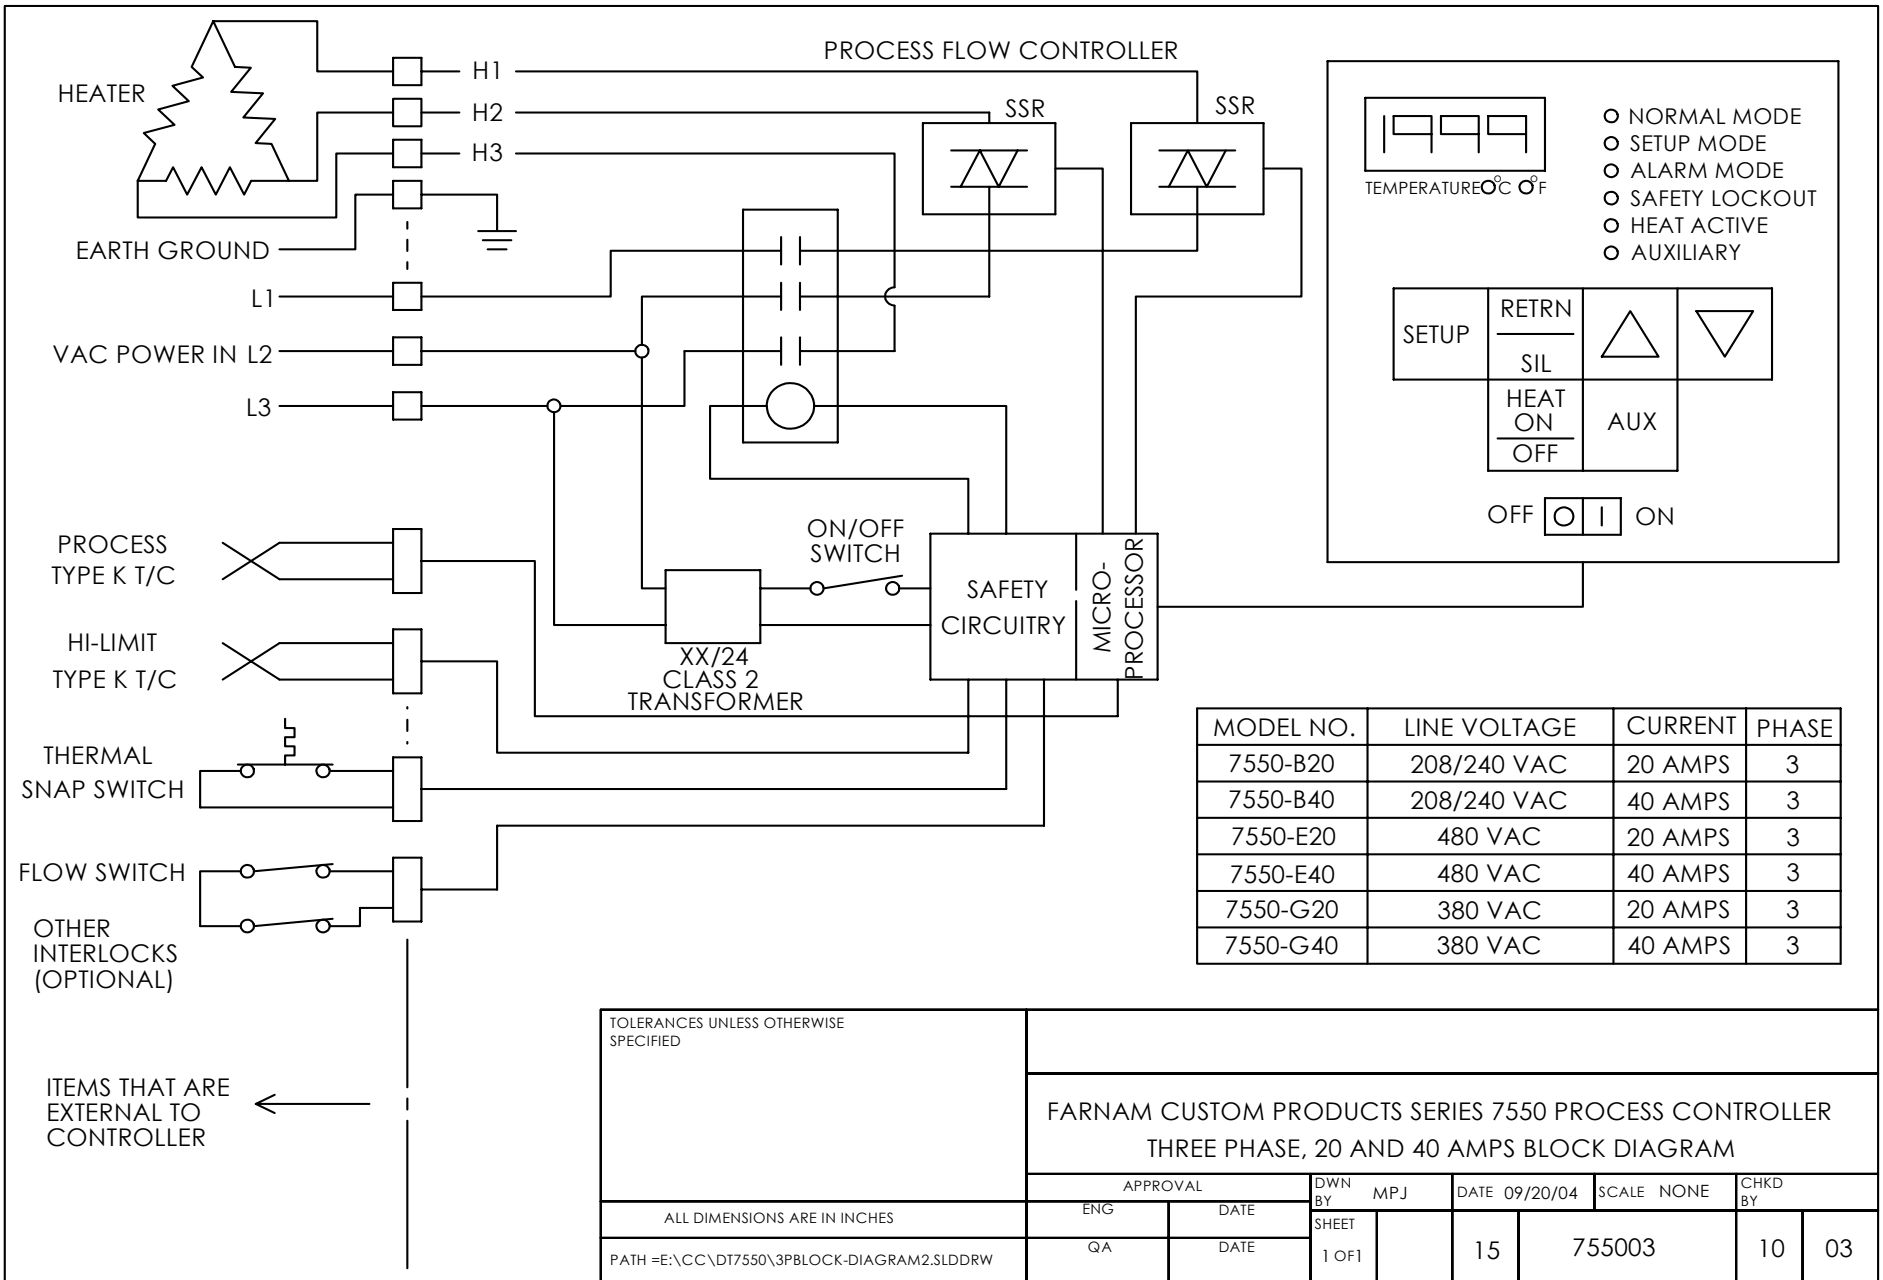 PROCESS FLOW CONTROLLER
HEATER
H1
H2
H3
SSR
SSR
EARTH GROUND
L1
VAC POWER IN L2
L3
1999
TEMPERATURE °C °F
NORMAL MODE
SETUP MODE
ALARM MODE
SAFETY LOCKOUT
HEAT ACTIVE
AUXILIARY
SETUP
RETRN
SIL
HEAT
ON
OFF
AUX
OFF O I ON
PROCESS
TYPE K T/C
HI-LIMIT
TYPE K T/C
THERMAL
SNAP SWITCH
FLOW SWITCH
OTHER
INTERLOCKS
(OPTIONAL)
ON/OFF
SWITCH
XX/24
CLASS 2
TRANSFORMER
SAFETY
CIRCUITRY
MICRO-
PROCESSOR
MODEL NO. LINE VOLTAGE CURRENT PHASE
7550-B20 208/240 VAC 20 AMPS 3
7550-B40 208/240 VAC 40 AMPS 3
7550-E20 480 VAC 20 AMPS 3
7550-E40 480 VAC 40 AMPS 3
7550-G20 380 VAC 20 AMPS 3
7550-G40 380 VAC 40 AMPS 3
ITEMS THAT ARE
EXTERNAL TO
CONTROLLER
TOLERANCES UNLESS OTHERWISE
SPECIFIED
ALL DIMENSIONS ARE IN INCHES
PATH =E:\CC\DT7550\3PBLOCK-DIAGRAM2.SLDDRW
FARNAM CUSTOM PRODUCTS SERIES 7550 PROCESS CONTROLLER
THREE PHASE, 20 AND 40 AMPS BLOCK DIAGRAM
APPROVAL
ENG DATE
QA DATE
DWN
BY MPJ
DATE 09/20/04
SCALE NONE
CHKD
BY
SHEET
1 OF1
15
755003
10
03